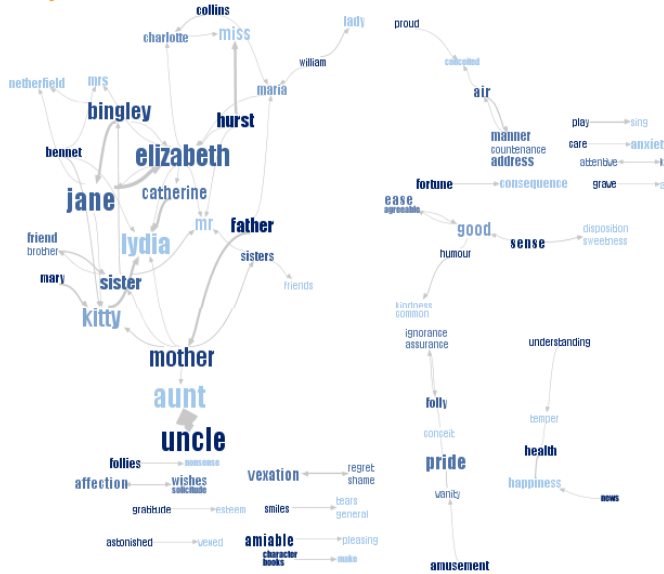 collins
charlotte
miss
lady
proud
william
conceited
netherfield
mrs
maria
air
bingley
hurst
play
sing
manner
bennet
elizabeth
countenance
care
address
attentive
jane
catherine
fortune
consequence
grave
ease
agreeable
mr
father
good
disposition
friend
lydia
sense
sweetness
brother
sisters
humour
mary
sister
friends
kitty
kindness
common
mother
ignorance
assurance
understanding
aunt
folly
temper
uncle
conceit
health
follies
nonsense
pride
affection
wishes
solicitude
vexation
regret
shame
happiness
vanity
news
gratitude
esteem
smiles
tears
general
astonished
vexed
amiable
pleasing
character
books
make
amusement